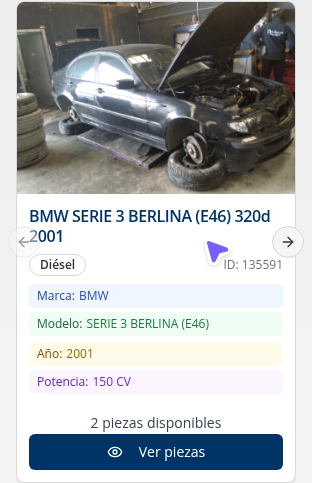 BMW SERIE 3 BERLINA (E46) 320d
2001
Diésel
ID: 135591
Marca: BMW
Modelo: SERIE 3 BERLINA (E46)
Año: 2001
Potencia: 150 CV
2 piezas disponibles
Ver piezas